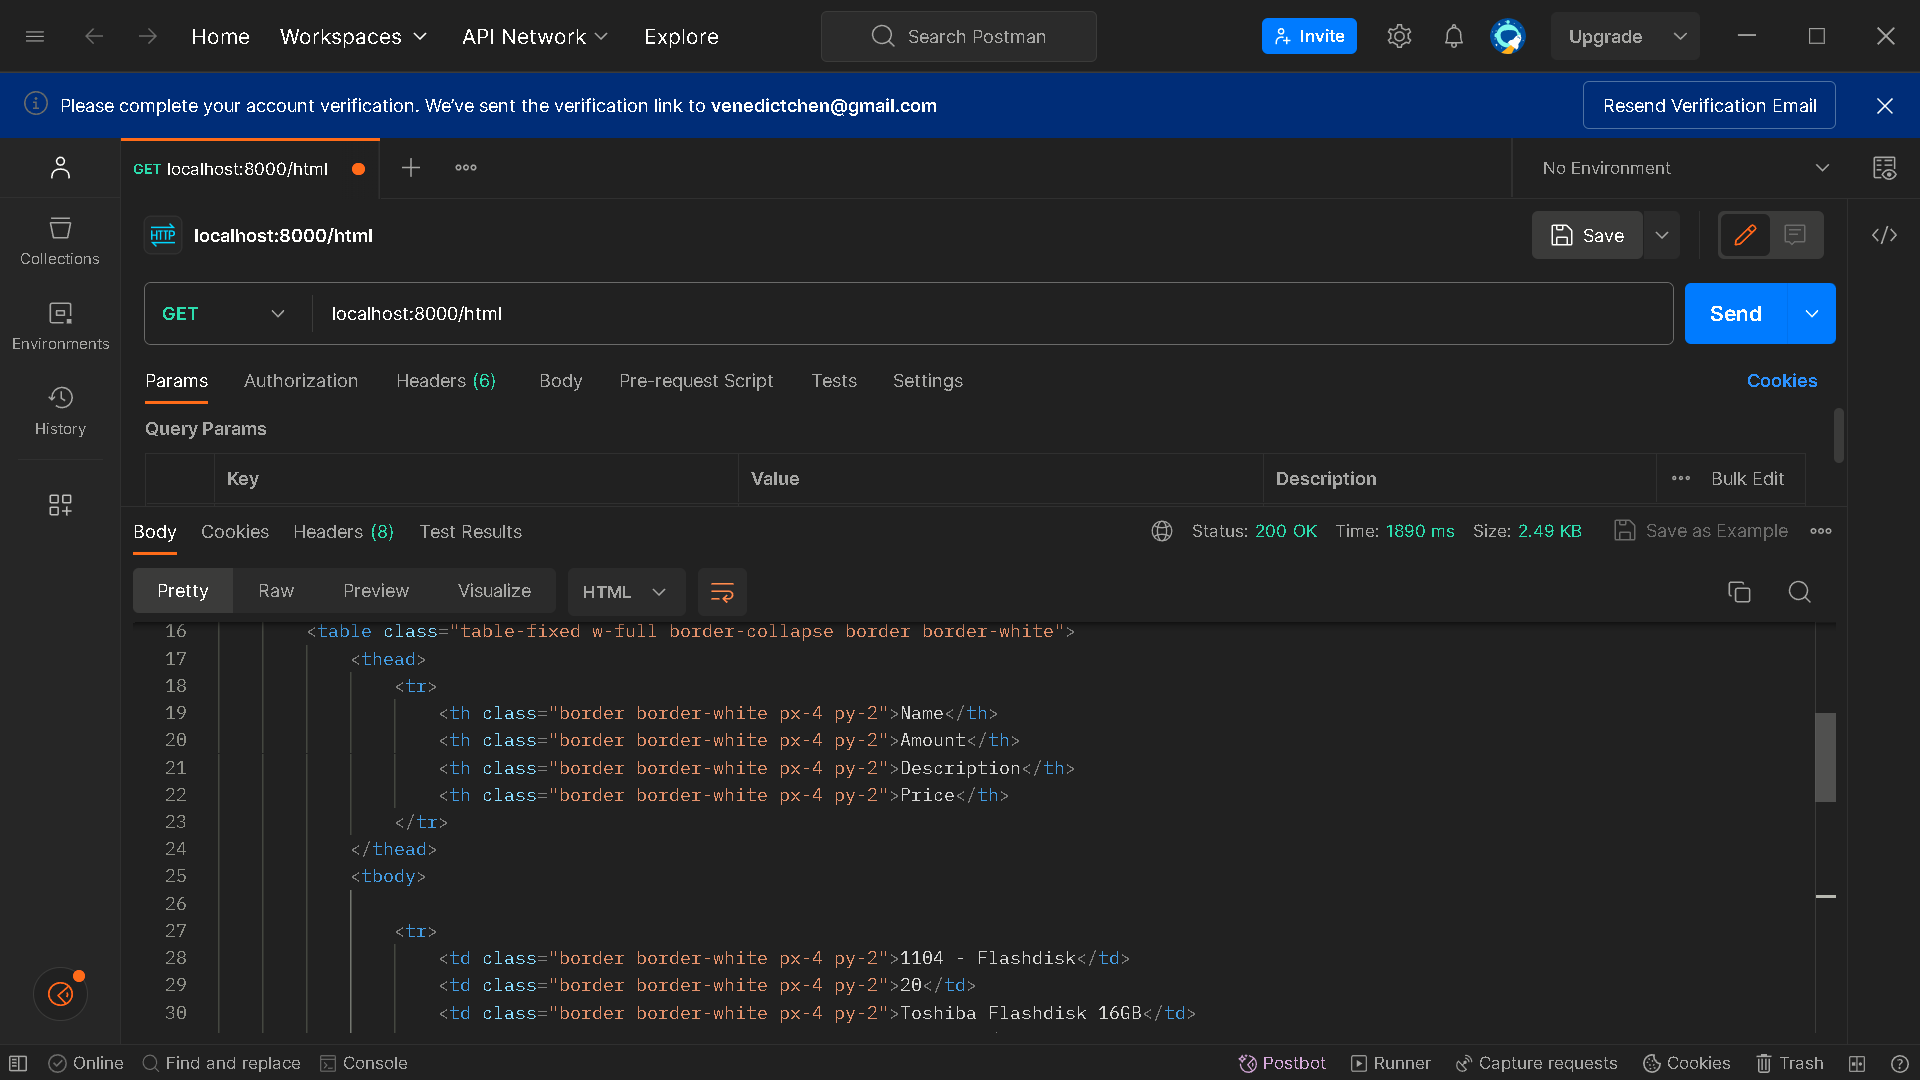 Home Workspaces API Network Explore Search Postman Invite Upgrade
Please complete your account verification. We've sent the verification link to venedictchen@gmail.com Resend Verification Email
GET localhost:8000/html No Environment
HTTP localhost:8000/html Save
Collections
GET localhost:8000/html Send
Environments
Params Authorization Headers (6) Body Pre-request Script Tests Settings Cookies
History
Query Params
Key Value Description Bulk Edit
Body Cookies Headers (8) Test Results Status: 200 OK Time: 1890 ms Size: 2.49 KB Save as Example
Pretty Raw Preview Visualize HTML
16 <table class="table-fixed w-full border-collapse border border-white">
17 <thead>
18 <tr>
19 <th class="border border-white px-4 py-2">Name</th>
20 <th class="border border-white px-4 py-2">Amount</th>
21 <th class="border border-white px-4 py-2">Description</th>
22 <th class="border border-white px-4 py-2">Price</th>
23 </tr>
24 </thead>
25 <tbody>
26
27 <tr>
28 <td class="border border-white px-4 py-2">1104 - Flashdisk</td>
29 <td class="border border-white px-4 py-2">20</td>
30 <td class="border border-white px-4 py-2">Toshiba Flashdisk 16GB</td>
Online Find and replace Console Postbot Runner Capture requests Cookies Trash